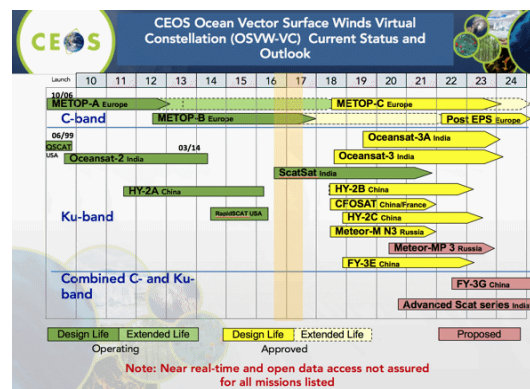 CEOS
CEOS Ocean Vector Surface Winds Virtual
Constellation (OSVW-VC) Current Status and
Outlook
Launch 10 11 12 13 14 15 16 17 18 19 20 21 22 23 24
10/06
METOP-A Europe METOP-C Europe
C-band METOP-B Europe Post EPS Europe
06/99
QSCAT
USA
03/14
Oceansat-3A India
Oceansat-2 India Oceansat-3 India
ScatSat India
HY-2A China HY-2B China
CFOSAT China/France
Ku-band RapidSCAT USA HY-2C China
Meteor-M N3 Russia
Meteor-MP 3 Russia
FY-3E China
Combined C- and Ku-
band
FY-3G China
Advanced Scat series India
Design Life Extended Life Design Life Extended Life Proposed
Operating Approved
Note: Near real-time and open data access not assured
for all missions listed